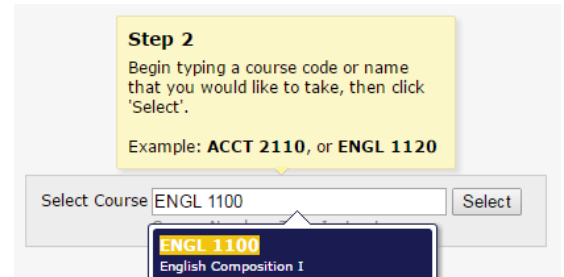 Step 2
Begin typing a course code or name
that you would like to take, then click
'Select'.
Example: ACCT 2110, or ENGL 1120
Select Course ENGL 1100 Select
ENGL 1100
English Composition I